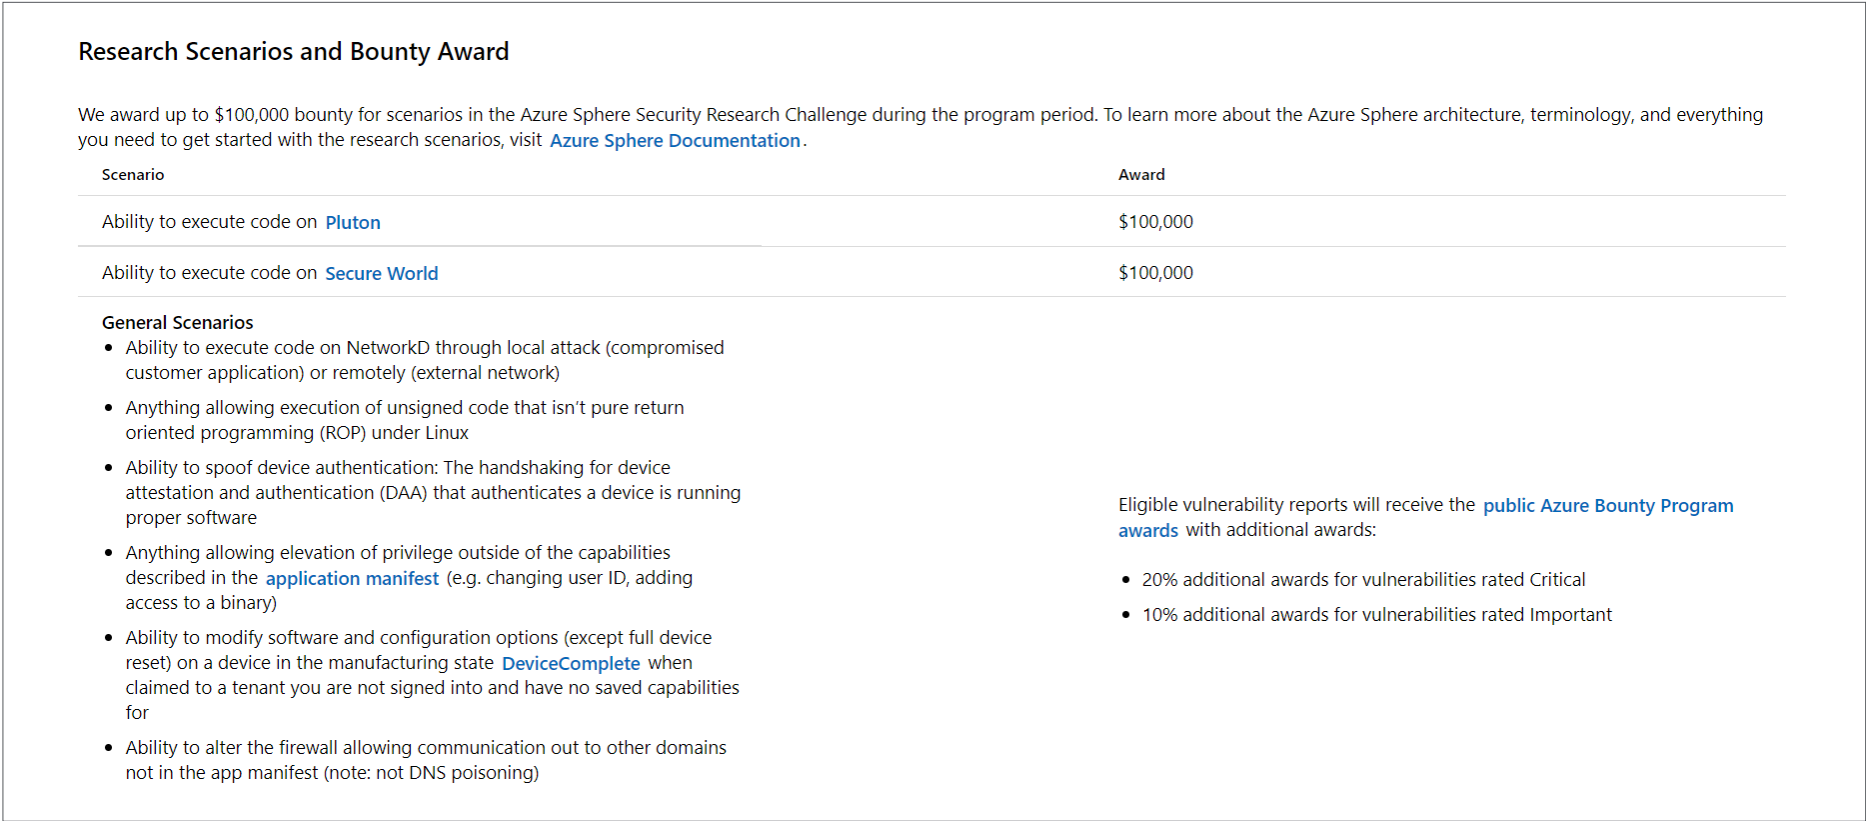 Research Scenarios and Bounty Award
We award up to $100,000 bounty for scenarios in the Azure Sphere Security Research Challenge during the program period. To learn more about the Azure Sphere architecture, terminology, and everything
you need to get started with the research scenarios, visit Azure Sphere Documentation.
Scenario Award
Ability to execute code on Pluton $100,000
Ability to execute code on Secure World $100,000
General Scenarios
• Ability to execute code on NetworkD through local attack (compromised
customer application) or remotely (external network)
• Anything allowing execution of unsigned code that isn't pure return
oriented programming (ROP) under Linux
• Ability to spoof device authentication: The handshaking for device
attestation and authentication (DAA) that authenticates a device is running
proper software
• Anything allowing elevation of privilege outside of the capabilities
described in the application manifest (e.g. changing user ID, adding
access to a binary)
• Ability to modify software and configuration options (except full device
reset) on a device in the manufacturing state DeviceComplete when
claimed to a tenant you are not signed into and have no saved capabilities
for
• Ability to alter the firewall allowing communication out to other domains
not in the app manifest (note: not DNS poisoning)
Eligible vulnerability reports will receive the public Azure Bounty Program
awards with additional awards:
• 20% additional awards for vulnerabilities rated Critical
• 10% additional awards for vulnerabilities rated Important